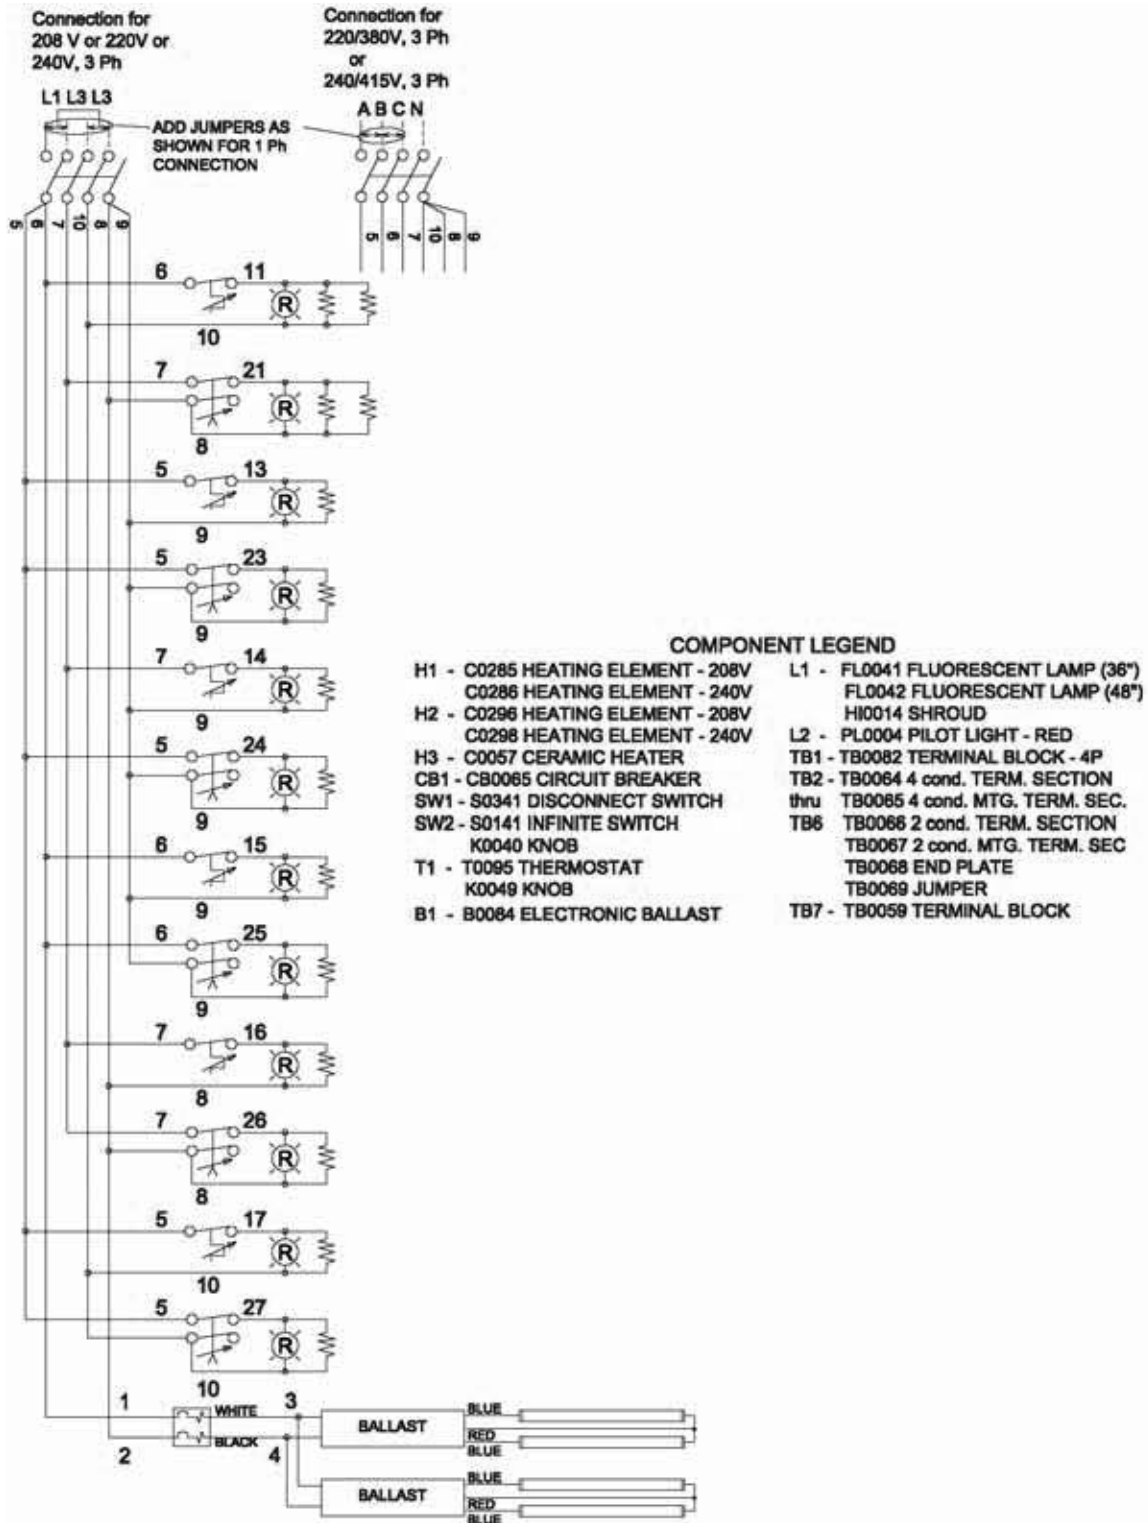 Connection for
208 V or 220V or
240V, 3 Ph
L1 L3 L3
Connection for
220/380V, 3 Ph
or
240/415V, 3 Ph
A B C N
ADD JUMPERS AS
SHOWN FOR 1 Ph
CONNECTION
5 6 7 10 8 9
5 6 7 10 8 9
6 11
R
10
7 21
R
8
5 13
R
9
5 23
R
9
7 14
R
9
5 24
R
9
6 15
R
9
6 25
R
9
7 16
R
8
7 26
R
8
5 17
R
10
5 27
R
10
COMPONENT LEGEND
H1 - C0285 HEATING ELEMENT - 208V
C0286 HEATING ELEMENT - 240V
H2 - C0296 HEATING ELEMENT - 208V
C0298 HEATING ELEMENT - 240V
H3 - C0057 CERAMIC HEATER
CB1 - CB0065 CIRCUIT BREAKER
SW1 - S0341 DISCONNECT SWITCH
SW2 - S0141 INFINITE SWITCH
K0040 KNOB
T1 - T0095 THERMOSTAT
K0049 KNOB
B1 - B0084 ELECTRONIC BALLAST
L1 - FL0041 FLUORESCENT LAMP (36")
FL0042 FLUORESCENT LAMP (48")
HI0014 SHROUD
L2 - PL0004 PILOT LIGHT - RED
TB1 - TB0082 TERMINAL BLOCK - 4P
TB2 - TB0064 4 cond. TERM. SECTION
thru TB0065 4 cond. MTG. TERM. SEC.
TB6 TB0066 2 cond. TERM. SECTION
TB0067 2 cond. MTG. TERM. SEC
TB0068 END PLATE
TB0069 JUMPER
TB7 - TB0059 TERMINAL BLOCK
1 WHITE 3
2 BLACK 4
BALLAST
BLUE
RED
BLUE
BALLAST
BLUE
RED
BLUE